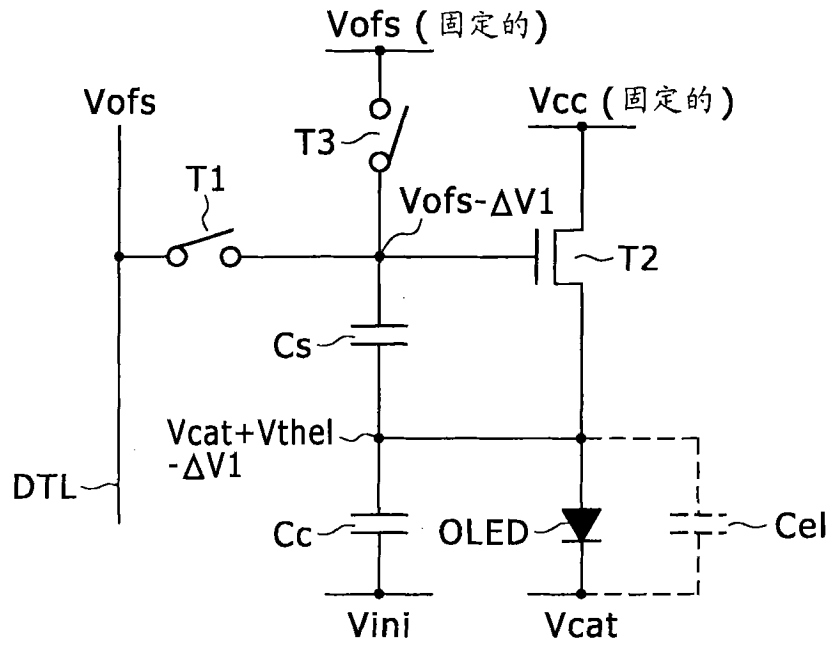 Vofs (固定的)
Vofs
Vcc (固定的)
T3
T1
Vofs-ΔV1
T2
Cs
Vcat+Vthel
-ΔV1
DTL
Cc
OLED
Cel
Vini
Vcat